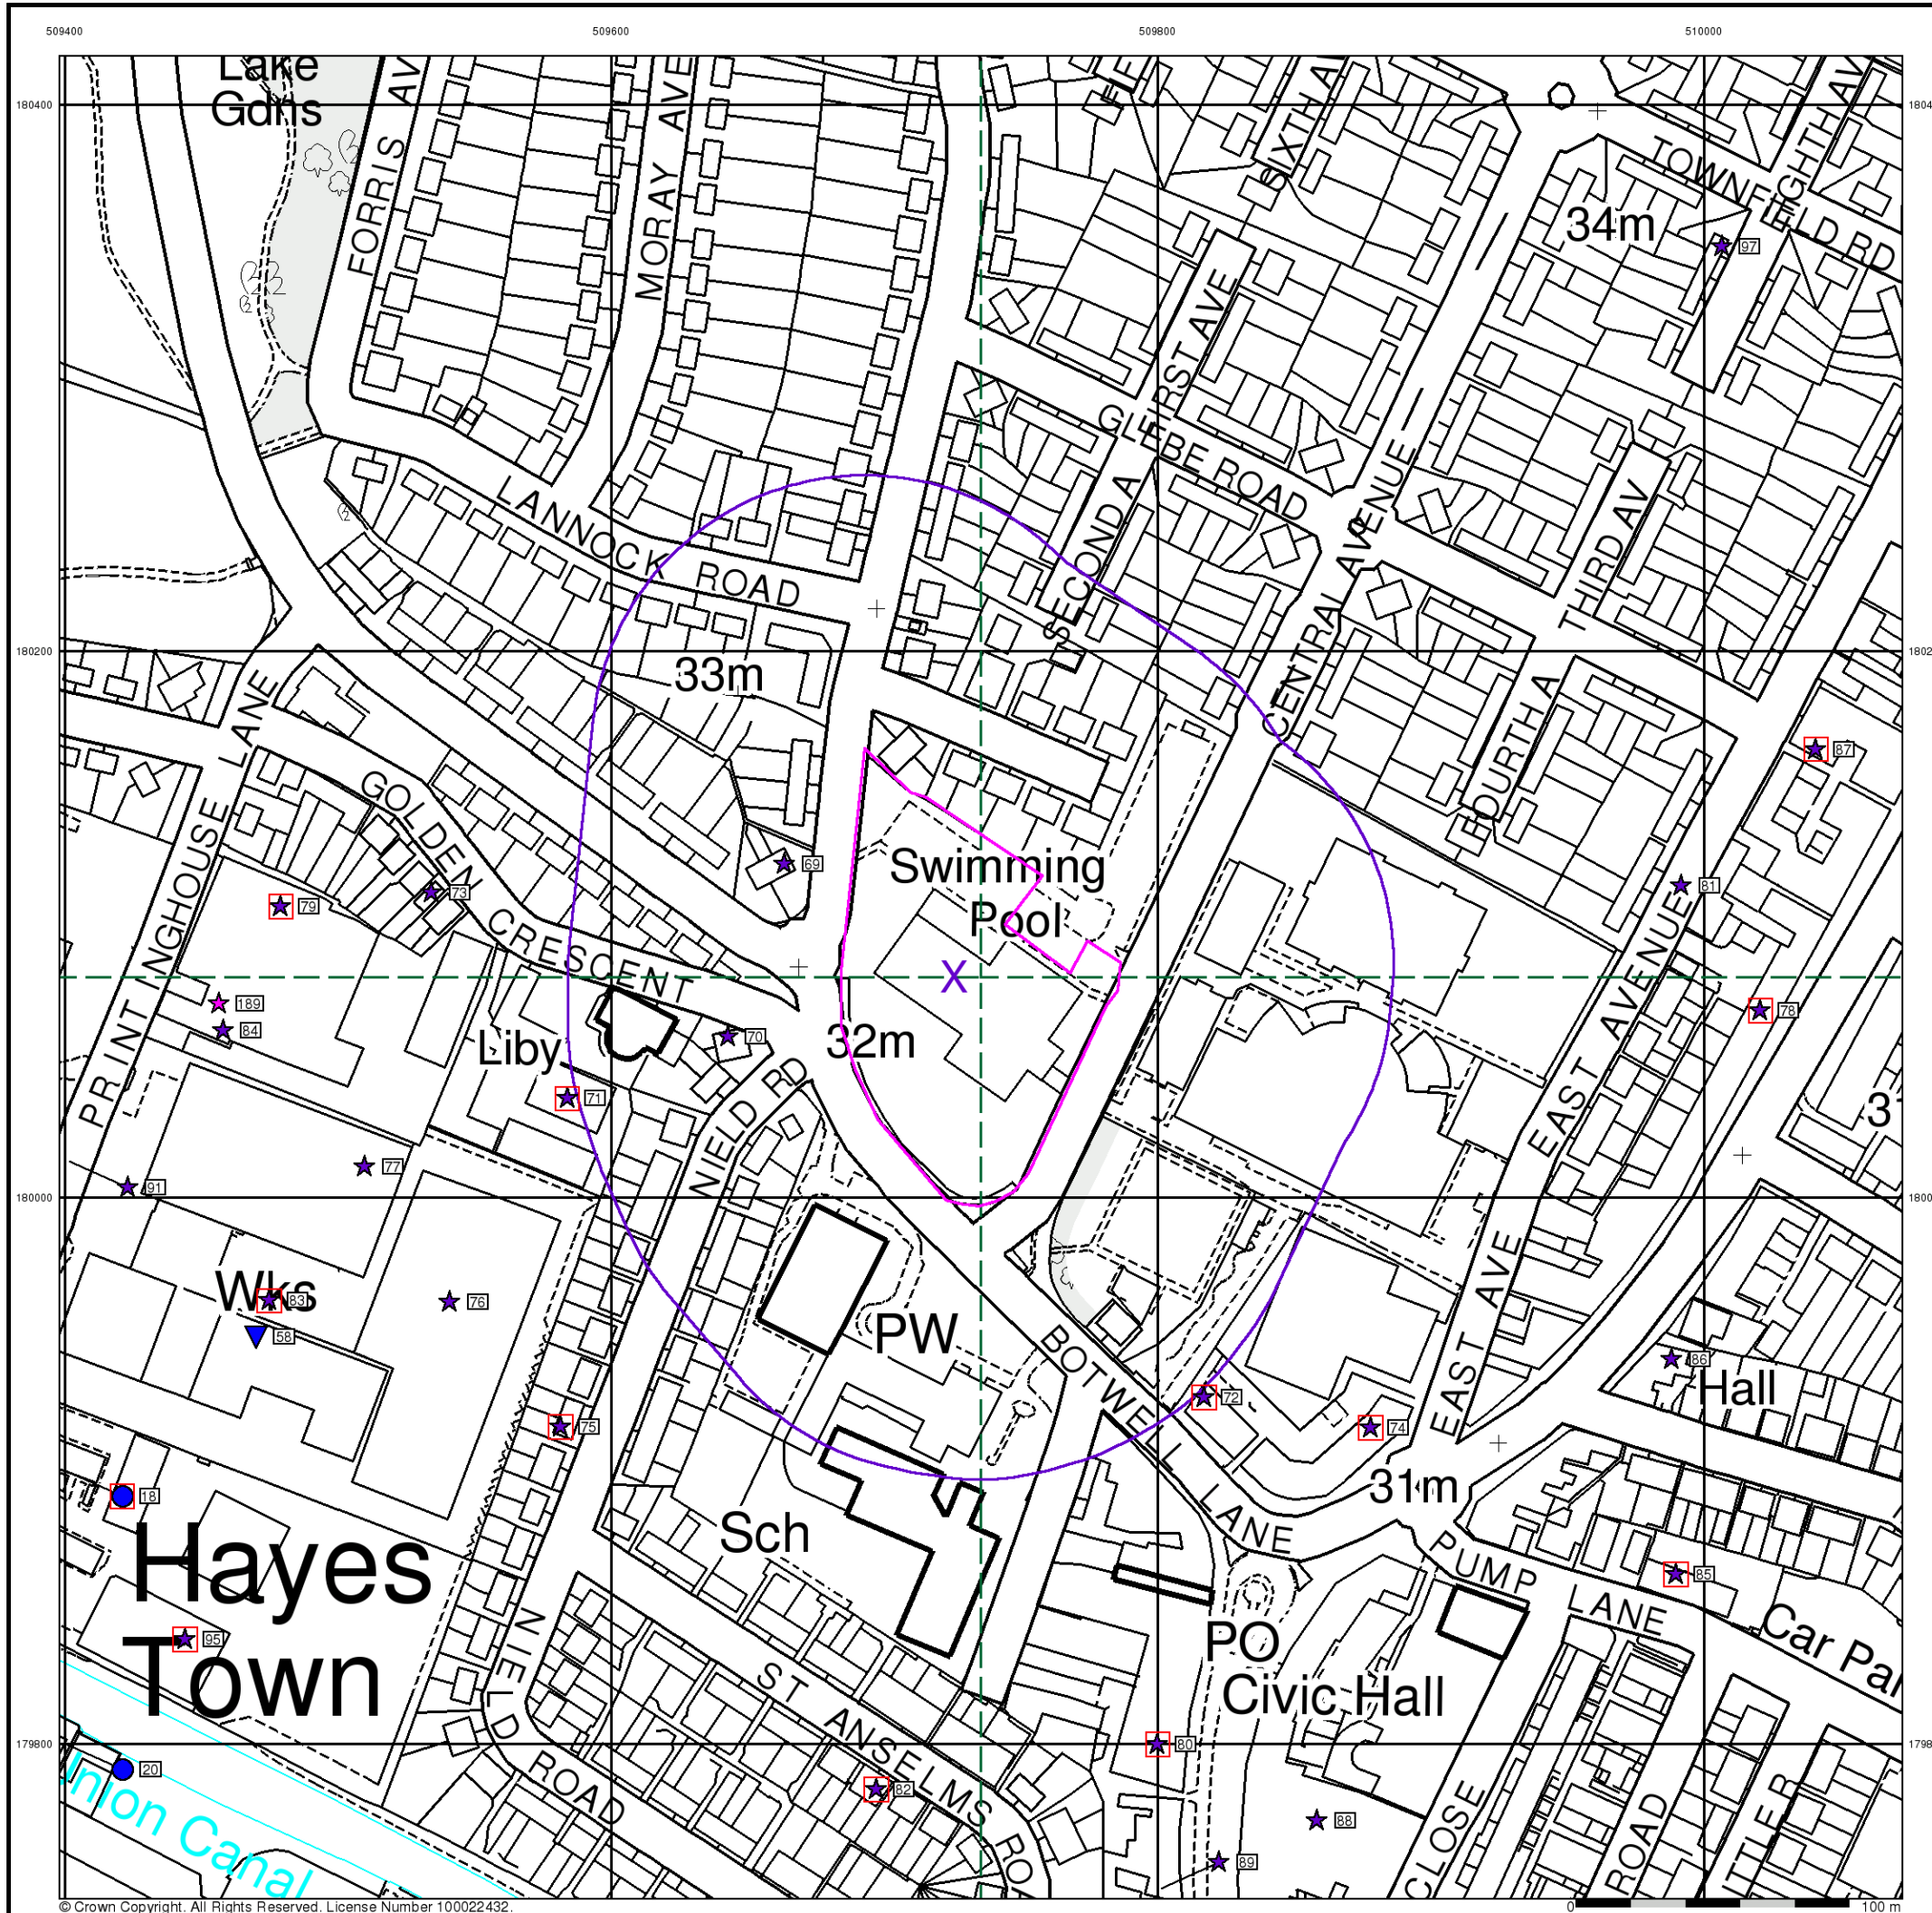 509400
509600
509800
510000
180400
Lake
Gdns
FORRIS AV
MORAY AVE
SIXTH A
GHTH AV
TOWNFIELD RD
34m
97
FIRST AVE
GLEBE ROAD
SECOND A
CENTRAL AVENUE
THIRD AV
LANNOCK ROAD
180200
33m
PRINTINGHOUSE LANE
GOLDEN CRESCENT
FOURTH A
87
69
Swimming
Pool
73
79
81
EAST AVENUE
X
189
84
70
78
Liby
32m
71
NIELD RD
77
91
180000
Wks
83
58
76
PW
BOTWELL LANE
EAST AVE
86
Hall
72
74
75
18
31m
Sch
Hayes
Town
PUMP LANE
85
Car Par
95
PO
Civic Hall
NIELD ROAD
ST ANSELMS RO
179800
80
20
82
88
89
Union Canal
CLOSE
ROAD
© Crown Copyright. All Rights Reserved. License Number 100022432.
0
100 m